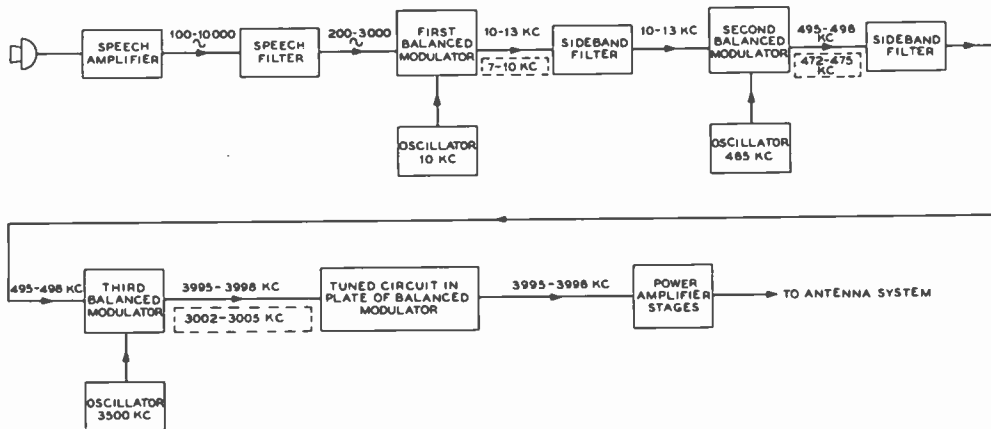 SPEECH
AMPLIFIER
100-10000
SPEECH
FILTER
200-3000
FIRST
BALANCED
MODULATOR
10-13 KC
7-10 KC
SIDEBAND
FILTER
10-13 KC
SECOND
BALANCED
MODULATOR
495-498
KC
472-475
KC
SIDEBAND
FILTER
OSCILLATOR
10 KC
OSCILLATOR
485 KC
495-498 KC
THIRD
BALANCED
MODULATOR
3995-3998 KC
3002-3005 KC
TUNED CIRCUIT IN
PLATE OF BALANCED
MODULATOR
3995-3998 KC
POWER
AMPLIFIER
STAGES
TO ANTENNA SYSTEM
OSCILLATOR
3500 KC